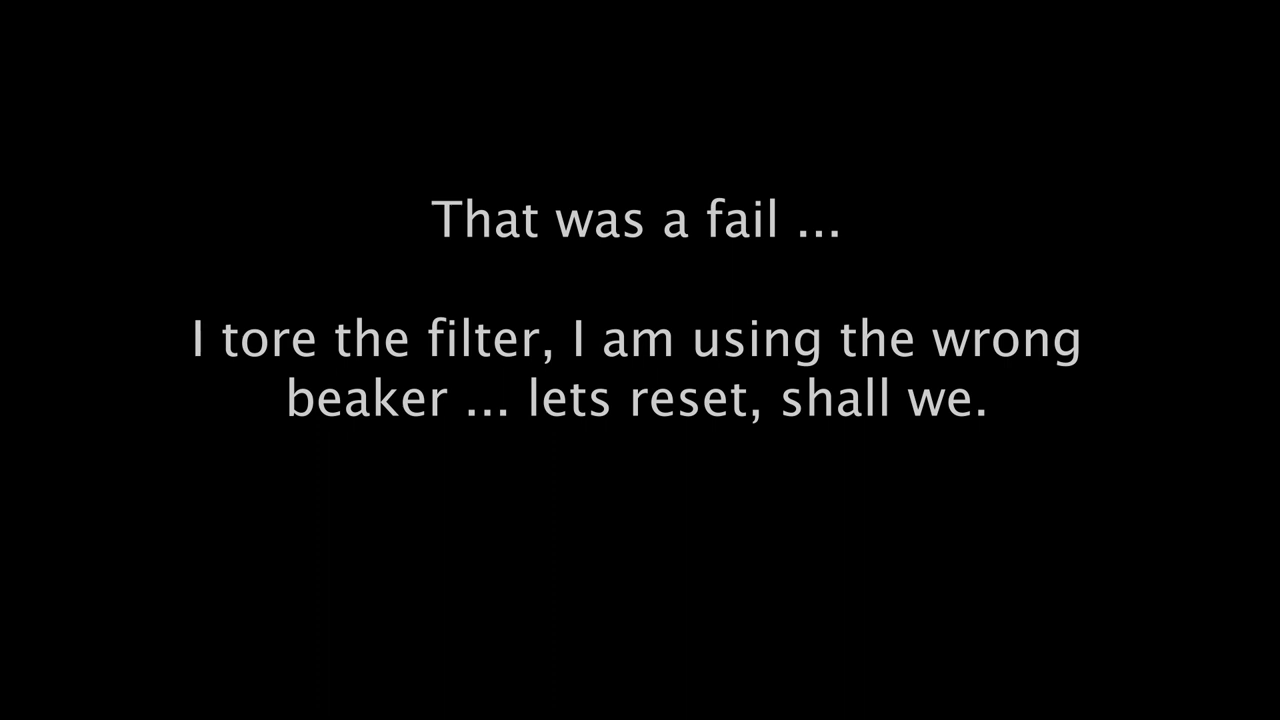 That was a fail ...
I tore the filter, I am using the wrong
beaker ... lets reset, shall we.